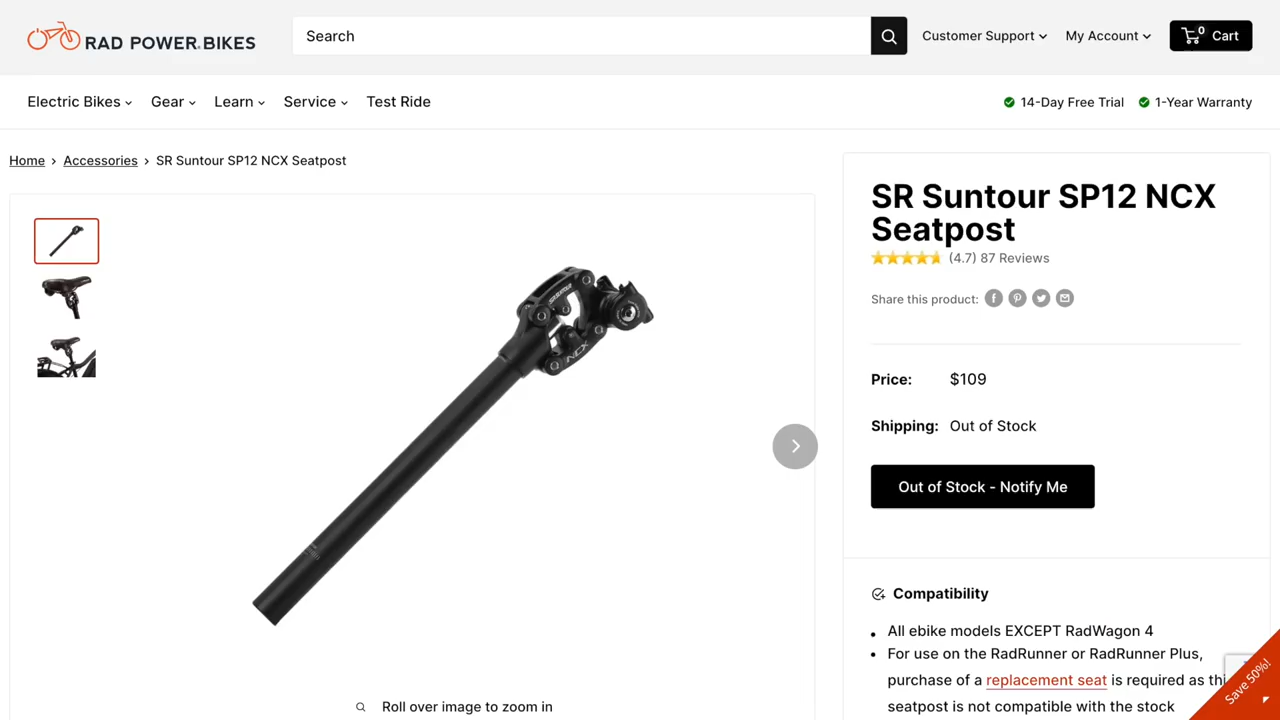 RAD POWER BIKES
Search
Customer Support
My Account
0
Cart
Electric Bikes
Gear
Learn
Service
Test Ride
14-Day Free Trial
1-Year Warranty
Home > Accessories > SR Suntour SP12 NCX Seatpost
SR Suntour SP12 NCX
Seatpost
(4.7) 87 Reviews
Share this product:
Price: $109
Shipping: Out of Stock
Out of Stock - Notify Me
SR SUNTOUR
NCX
Compatibility
• All ebike models EXCEPT RadWagon 4
• For use on the RadRunner or RadRunner Plus,
purchase of a replacement seat is required as
seatpost is not compatible with the stock
Save 50%!
Roll over image to zoom in